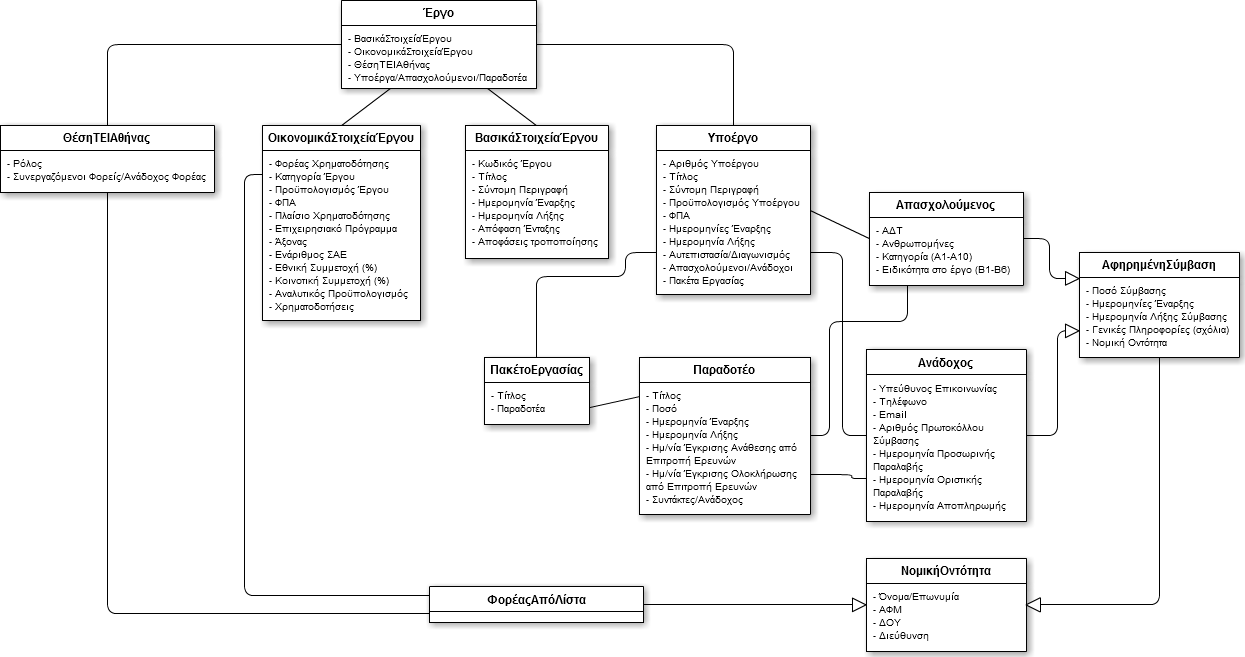 Έργο
- ΒασικάΣτοιχείαΈργου
- ΟικονομικάΣτοιχείαΈργου
- ΘέσηΤΕΙΑθήνας
- Υποέργα/Απασχολούμενοι/Παραδοτέα
ΘέσηΤΕΙΑθήνας
- Ρόλος
- Συνεργαζόμενοι Φορείς/Ανάδοχος Φορέας
ΟικονομικάΣτοιχείαΈργου
- Φορέας Χρηματοδότησης
- Κατηγορία Έργου
- Προϋπολογισμός Έργου
- ΦΠΑ
- Πλαίσιο Χρηματοδότησης
- Επιχειρησιακό Πρόγραμμα
- Άξονας
- Ενάριθμος ΣΑΕ
- Εθνική Συμμετοχή (%)
- Κοινοτική Συμμετοχή (%)
- Αναλυτικός Προϋπολογισμός
- Χρηματοδοτήσεις
ΒασικάΣτοιχείαΈργου
- Κωδικός Έργου
- Τίτλος
- Σύντομη Περιγραφή
- Ημερομηνία Έναρξης
- Ημερομηνία Λήξης
- Απόφαση Ένταξης
- Αποφάσεις τροποποίησης
Υποέργο
- Αριθμός Υποέργου
- Τίτλος
- Σύντομη Περιγραφή
- Προϋπολογισμός Υποέργου
- ΦΠΑ
- Ημερομηνίες Έναρξης
- Ημερομηνία Λήξης
- Αυτεπιστασία/Διαγωνισμός
- Απασχολούμενοι/Ανάδοχοι
- Πακέτα Εργασίας
Απασχολούμενος
- ΑΔΤ
- Ανθρωπομήνες
- Κατηγορία (Α1-Α10)
- Ειδικότητα στο έργο (Β1-Β6)
ΑφηρημένηΣύμβαση
- Ποσό Σύμβασης
- Ημερομηνίες Έναρξης
- Ημερομηνία Λήξης Σύμβασης
- Γενικές Πληροφορίες (σχόλια)
- Νομική Οντότητα
ΠακέτοΕργασίας
- Τίτλος
- Παραδοτέα
Παραδοτέο
- Τίτλος
- Ποσό
- Ημερομηνία Έναρξης
- Ημερομηνία Λήξης
- Ημ/νία Έγκρισης Ανάθεσης από
Επιτροπή Ερευνών
- Ημ/νία Έγκρισης Ολοκλήρωσης
από Επιτροπή Ερευνών
- Συντάκτες/Ανάδοχος
Ανάδοχος
- Υπεύθυνος Επικοινωνίας
- Τηλέφωνο
- Email
- Αριθμός Πρωτοκόλλου
Σύμβασης
- Ημερομηνία Προσωρινής
Παραλαβής
- Ημερομηνία Οριστικής
Παραλαβής
- Ημερομηνία Αποπληρωμής
ΦορέαςΑπόΛίστα
ΝομικήΟντότητα
- Όνομα/Επωνυμία
- ΑΦΜ
- ΔΟΥ
- Διεύθυνση